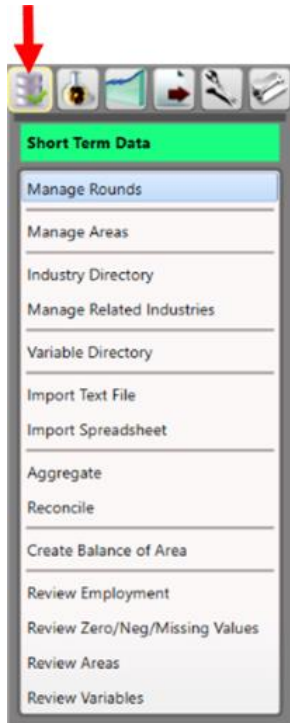 Short Term Data
Manage Rounds
Manage Areas
Industry Directory
Manage Related Industries
Variable Directory
Import Text File
Import Spreadsheet
Aggregate
Reconcile
Create Balance of Area
Review Employment
Review Zero/Neg/Missing Values
Review Areas
Review Variables